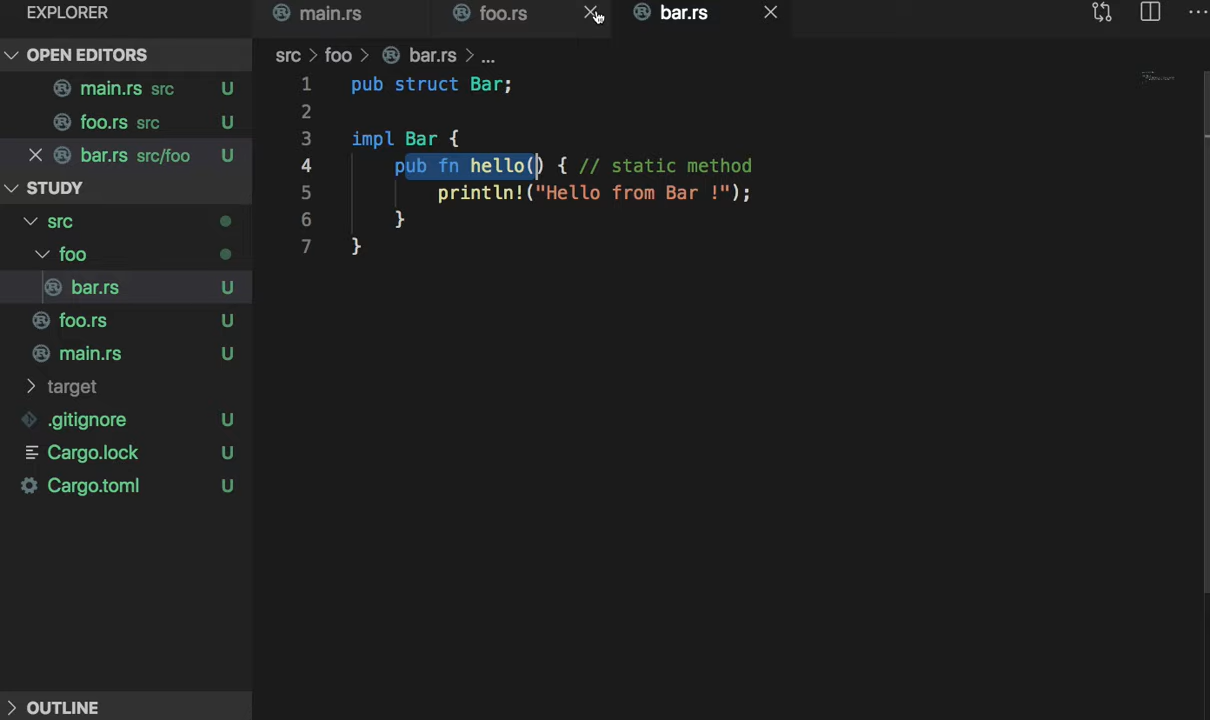 EXPLORER
main.rs
foo.rs
bar.rs
OPEN EDITORS
main.rs src U
foo.rs src U
bar.rs src/foo U
STUDY
src
foo
bar.rs U
foo.rs U
main.rs U
target
.gitignore U
Cargo.lock U
Cargo.toml U
OUTLINE
src > foo > bar.rs > ...
1 pub struct Bar;
2
3 impl Bar {
4 pub fn hello() { // static method
5 println!("Hello from Bar !");
6 }
7 }